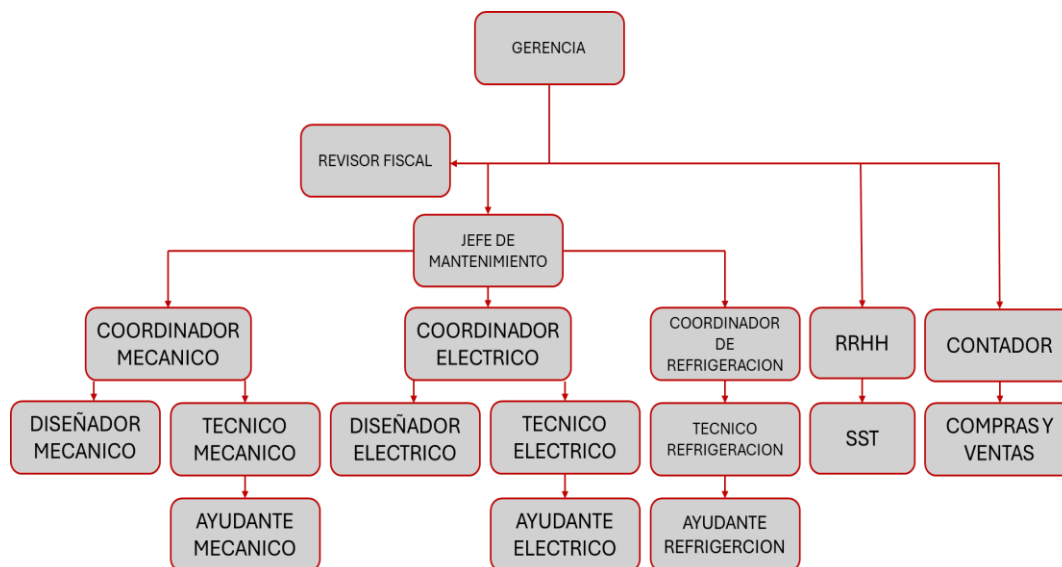 GERENCIA
REVISOR FISCAL
JEFE DE
MANTENIMIENTO
COORDINADOR
MECANICO
COORDINADOR
ELECTRICO
COORDINADOR
DE
REFRIGERACION
RRHH
CONTADOR
DISEÑADOR
MECANICO
TECNICO
MECANICO
DISEÑADOR
ELECTRICO
TECNICO
ELECTRICO
TECNICO
REFRIGERACION
SST
COMPRAS Y
VENTAS
AYUDANTE
MECANICO
AYUDANTE
ELECTRICO
AYUDANTE
REFRIGERCION